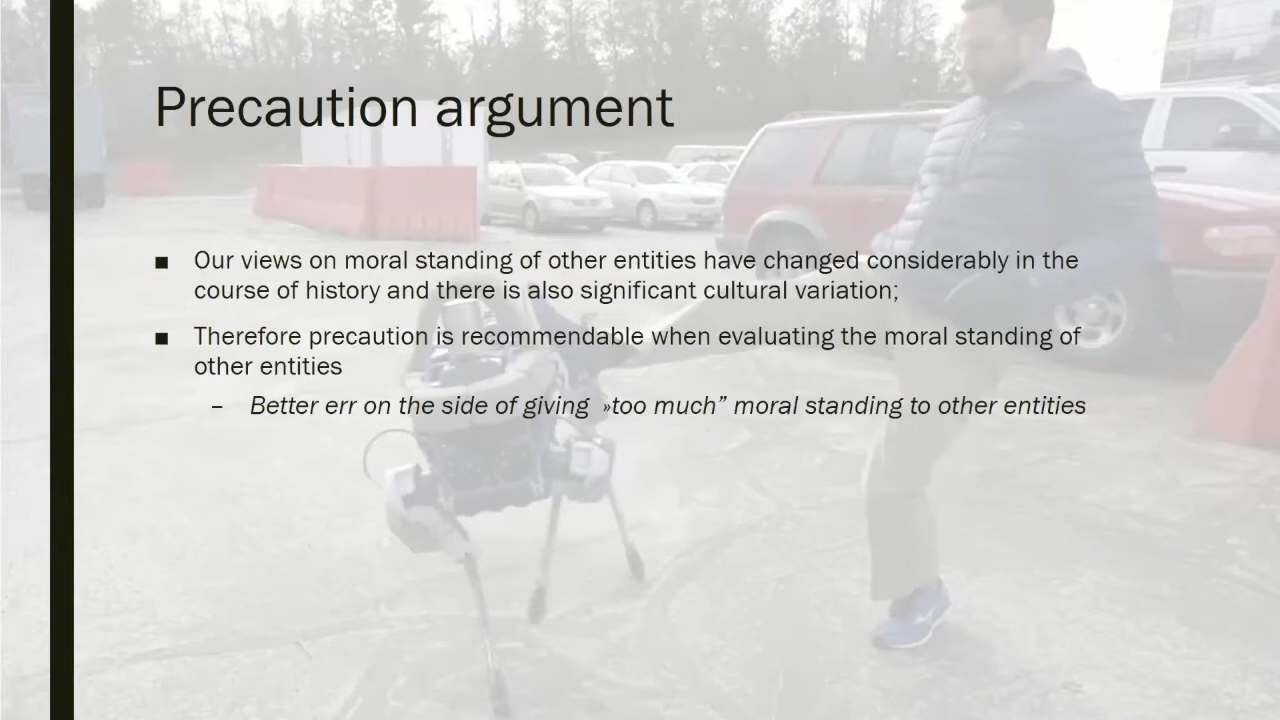 Precaution argument
■ Our views on moral standing of other entities have changed considerably in the
course of history and there is also significant cultural variation;
■ Therefore precaution is recommendable when evaluating the moral standing of
other entities
– Better err on the side of giving »too much” moral standing to other entities